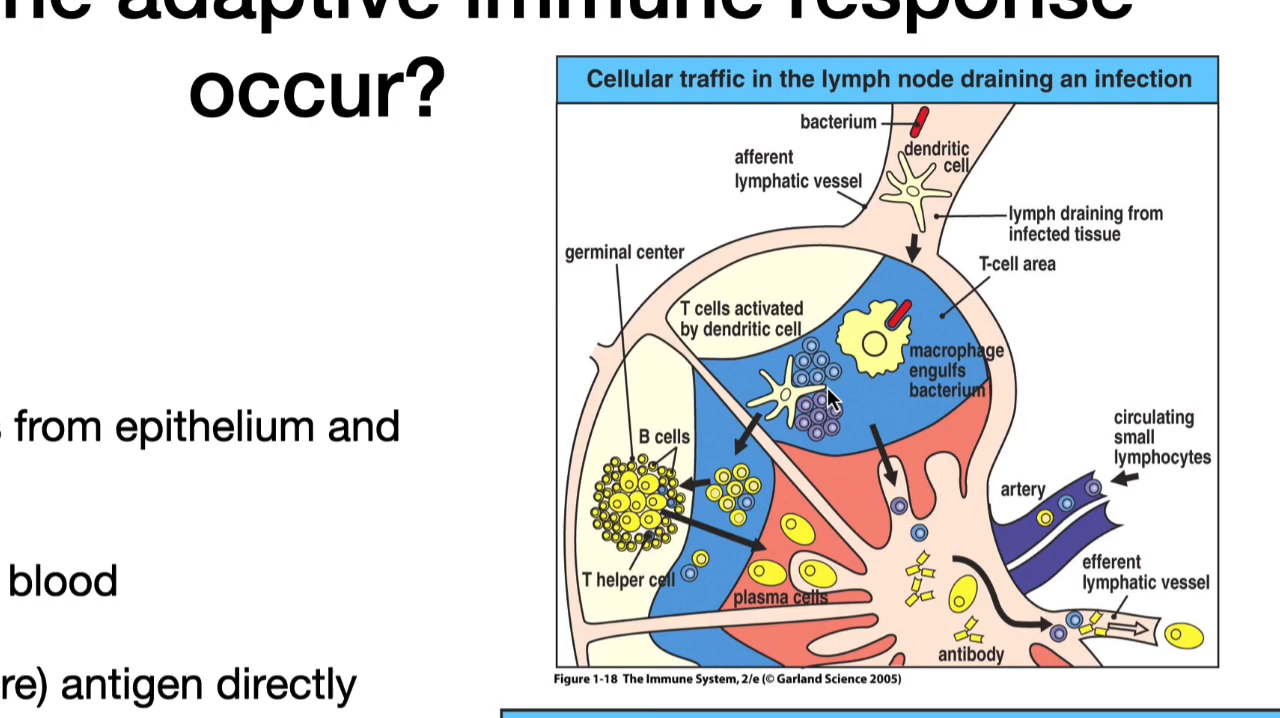 adaptive immune response
occur?
from epithelium and
blood
re) antigen directly
Cellular traffic in the lymph node draining an infection
bacterium
dendritic
cell
afferent
lymphatic vessel
lymph draining from
infected tissue
germinal center
T-cell area
T cells activated
by dendritic cell
macrophage
engulfs
bacterium
circulating
small
lymphocytes
B cells
artery
efferent
lymphatic vessel
T helper cell
plasma cells
antibody
Figure 1-18 The Immune System, 2/e (© Garland Science 2005)